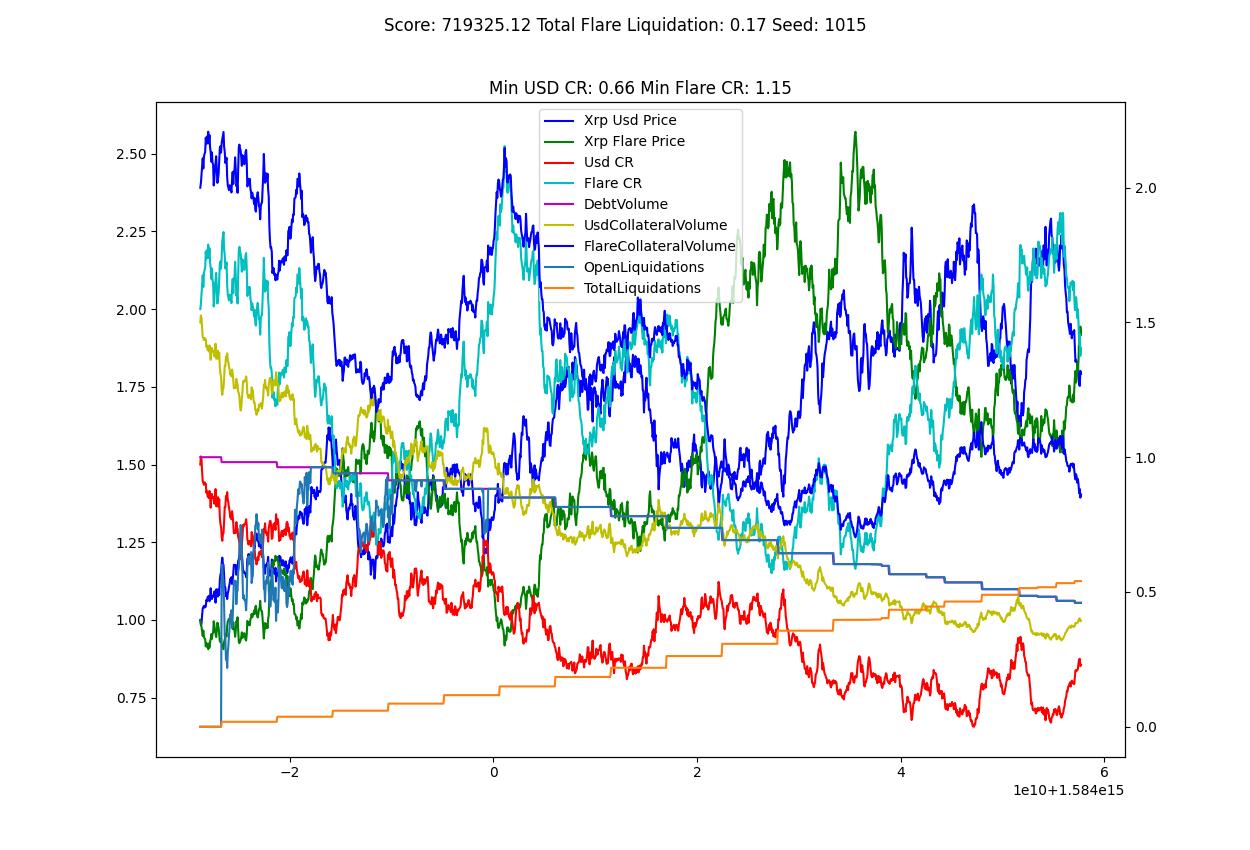 Score: 719325.12 Total Flare Liquidation: 0.17 Seed: 1015
Min USD CR: 0.66 Min Flare CR: 1.15
Xrp Usd Price
Xrp Flare Price
Usd CR
Flare CR
DebtVolume
UsdCollateralVolume
FlareCollateralVolume
OpenLiquidations
TotalLiquidations
2.50
2.25
2.00
1.75
1.50
1.25
1.00
0.75
2.0
1.5
1.0
0.5
0.0
−2 0 2 4 6
1e10+1.584e15